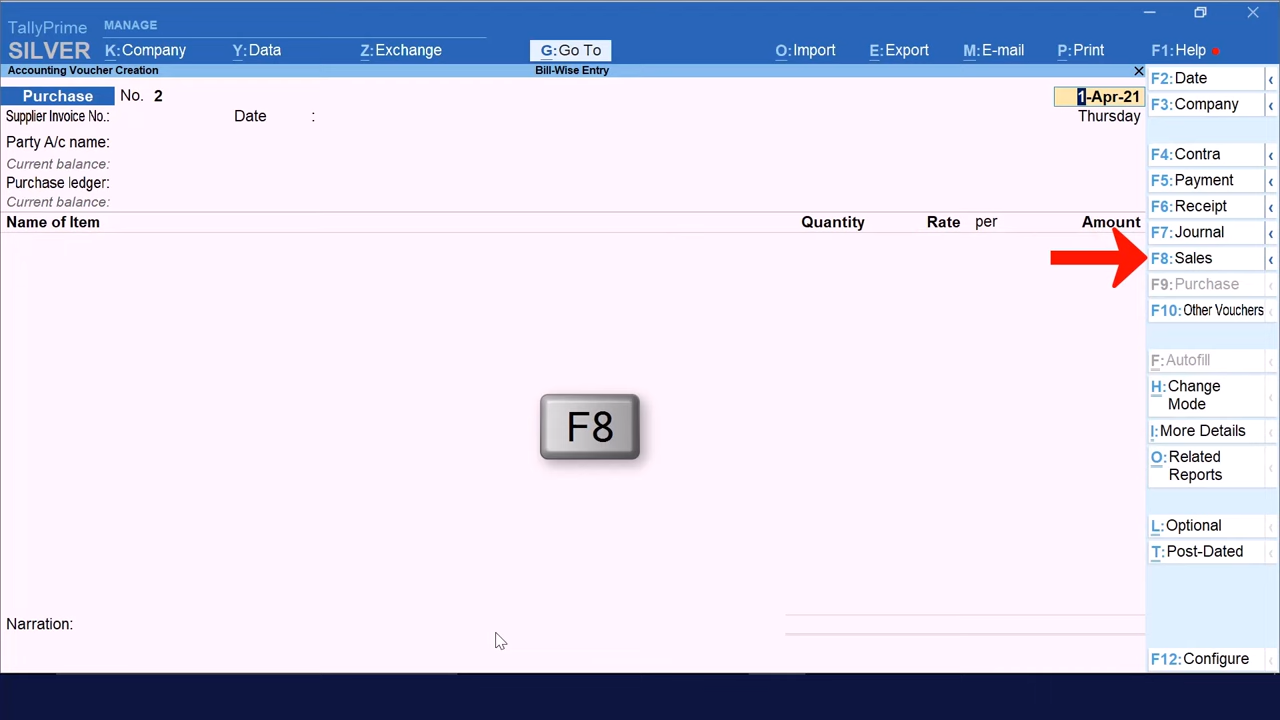 TallyPrime
MANAGE
SILVER
K:Company
Y:Data
Z:Exchange
G:Go To
O:Import
E:Export
M:E-mail
P:Print
F1:Help
Accounting Voucher Creation
Bill-Wise Entry
Purchase No. 2
1-Apr-21
Supplier Invoice No.:
Date :
Thursday
Party A/c name:
Current balance:
Purchase ledger:
Current balance:
Name of Item
Quantity
Rate per
Amount
F8
Narration:
F2:Date
F3:Company
F4:Contra
F5:Payment
F6:Receipt
F7:Journal
F8:Sales
F9:Purchase
F10:Other Vouchers
F:Autofill
H:Change
Mode
I:More Details
O:Related
Reports
L:Optional
T:Post-Dated
F12:Configure